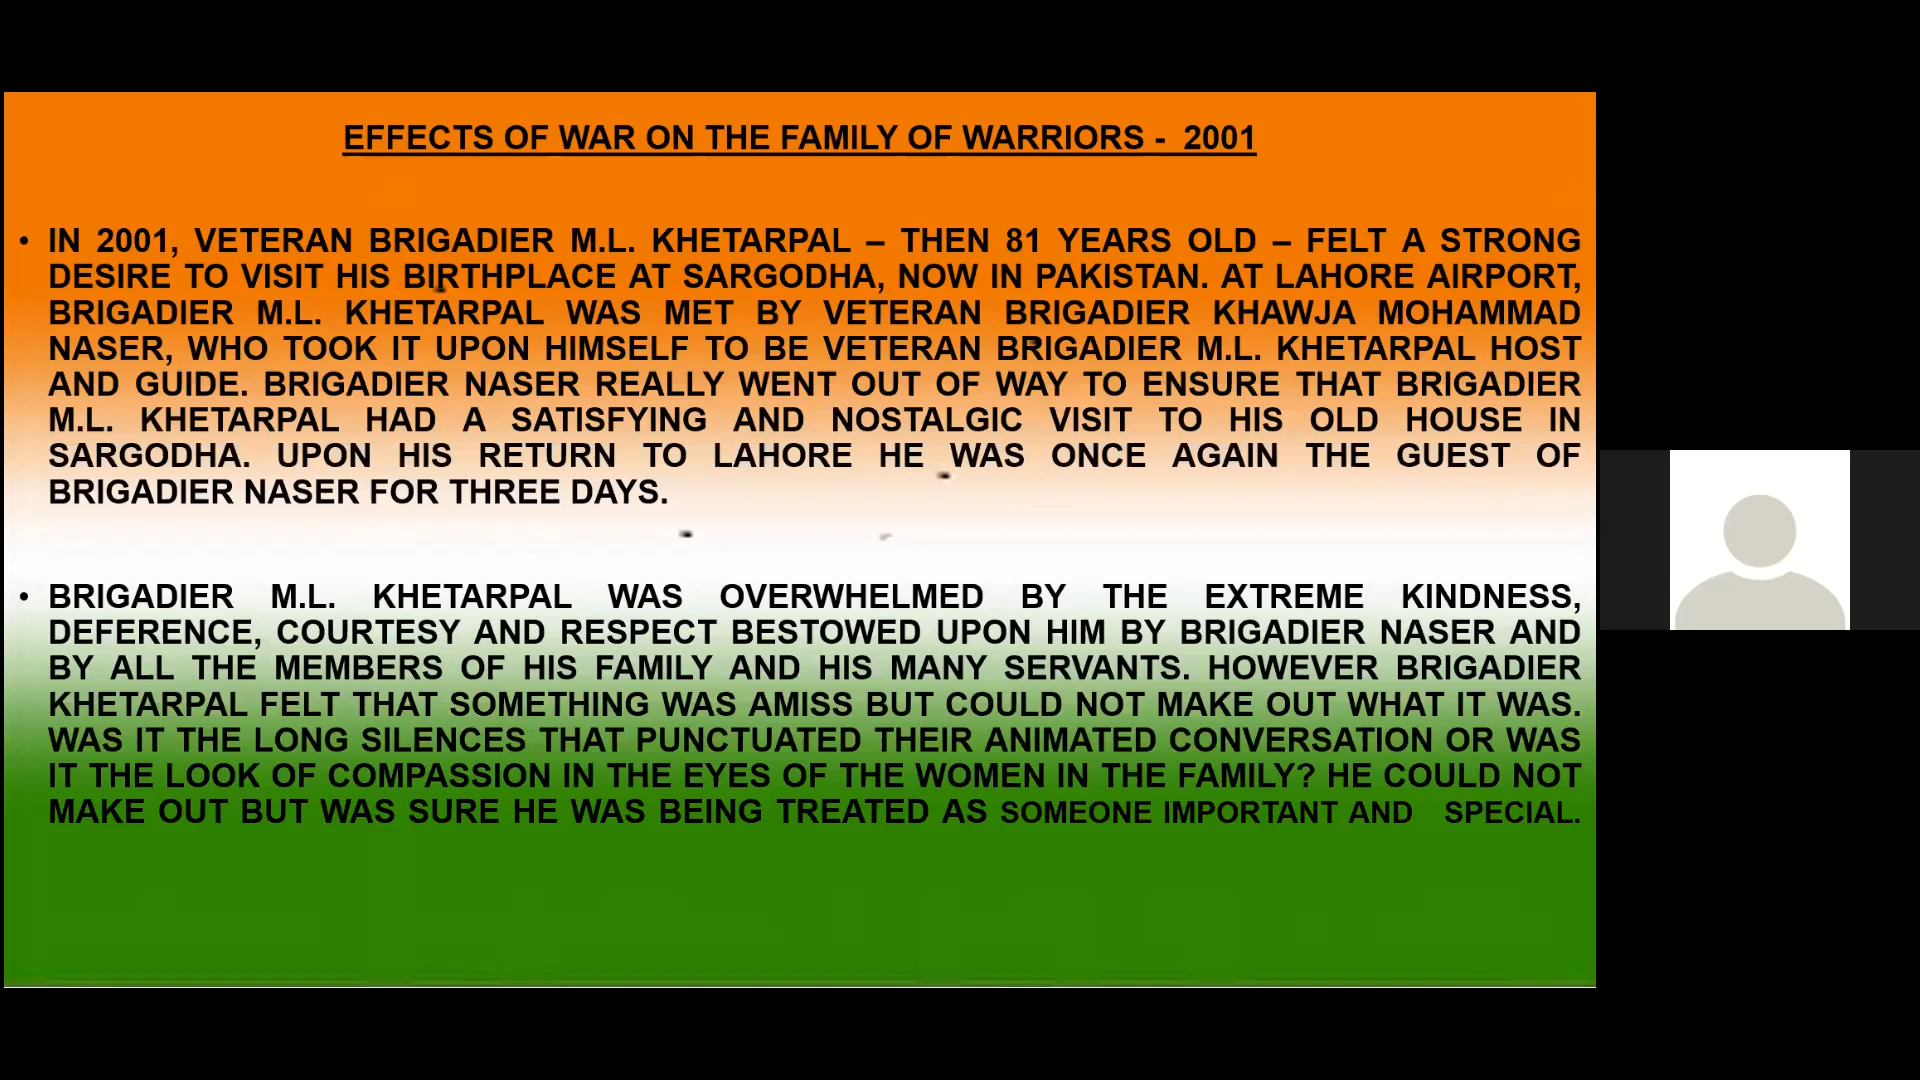 EFFECTS OF WAR ON THE FAMILY OF WARRIORS - 2001
• IN 2001, VETERAN BRIGADIER M.L. KHETARPAL – THEN 81 YEARS OLD – FELT A STRONG
DESIRE TO VISIT HIS BIRTHPLACE AT SARGODHA, NOW IN PAKISTAN. AT LAHORE AIRPORT,
BRIGADIER M.L. KHETARPAL WAS MET BY VETERAN BRIGADIER KHAWJA MOHAMMAD
NASER, WHO TOOK IT UPON HIMSELF TO BE VETERAN BRIGADIER M.L. KHETARPAL HOST
AND GUIDE. BRIGADIER NASER REALLY WENT OUT OF WAY TO ENSURE THAT BRIGADIER
M.L. KHETARPAL HAD A SATISFYING AND NOSTALGIC VISIT TO HIS OLD HOUSE IN
SARGODHA. UPON HIS RETURN TO LAHORE HE WAS ONCE AGAIN THE GUEST OF
BRIGADIER NASER FOR THREE DAYS.
• BRIGADIER M.L. KHETARPAL WAS OVERWHELMED BY THE EXTREME KINDNESS,
DEFERENCE, COURTESY AND RESPECT BESTOWED UPON HIM BY BRIGADIER NASER AND
BY ALL THE MEMBERS OF HIS FAMILY AND HIS MANY SERVANTS. HOWEVER BRIGADIER
KHETARPAL FELT THAT SOMETHING WAS AMISS BUT COULD NOT MAKE OUT WHAT IT WAS.
WAS IT THE LONG SILENCES THAT PUNCTUATED THEIR ANIMATED CONVERSATION OR WAS
IT THE LOOK OF COMPASSION IN THE EYES OF THE WOMEN IN THE FAMILY? HE COULD NOT
MAKE OUT BUT WAS SURE HE WAS BEING TREATED AS SOMEONE IMPORTANT AND SPECIAL.